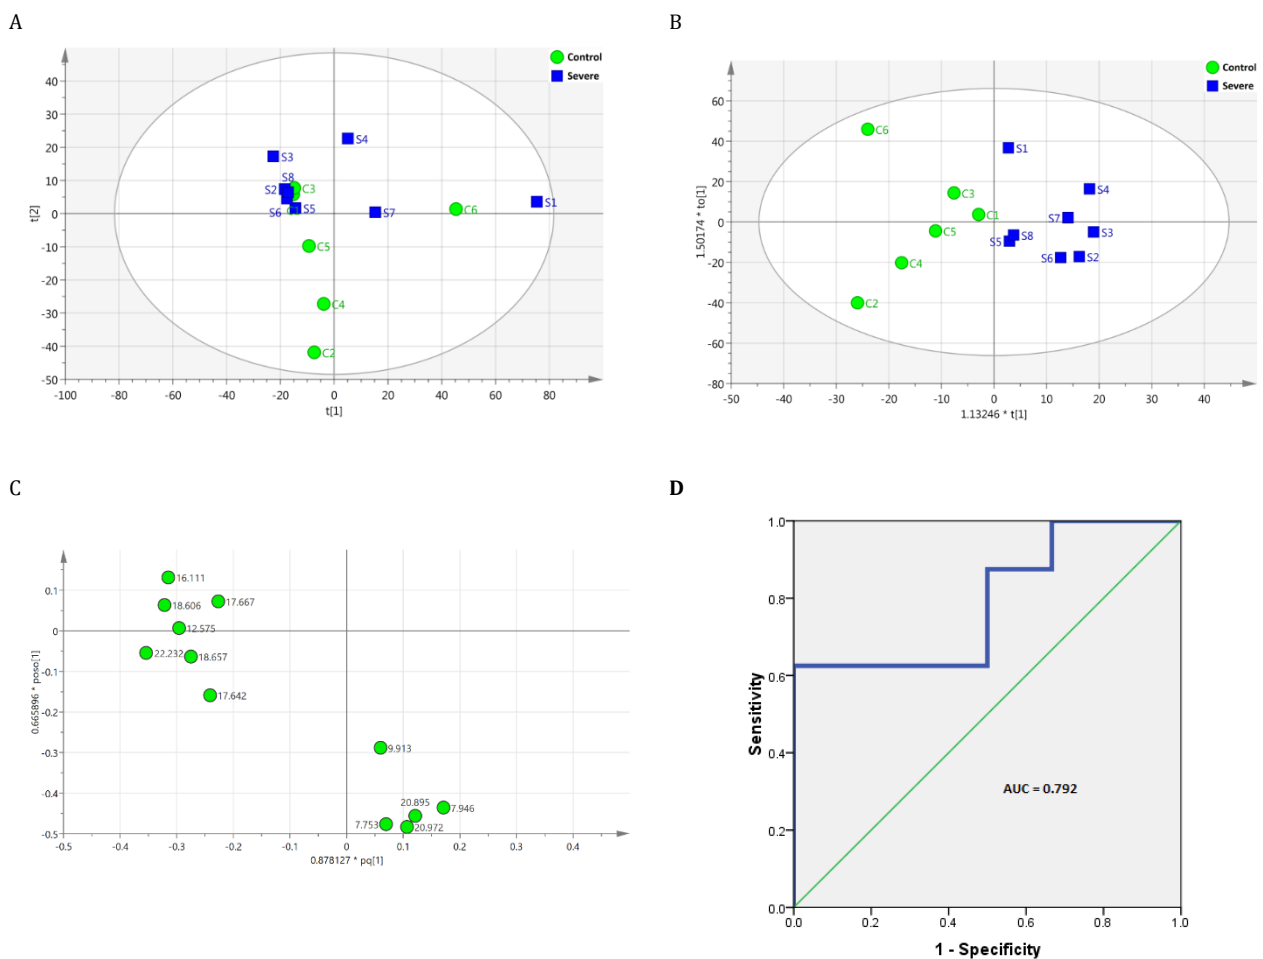 A
Control
Severe
40
30
20
10
0
-10
-20
-30
-40
-50
-100
-80
-60
-40
-20
0
20
40
60
80
t[1]
t[2]
S4
S3
S8
S2
C3
S6
S5
S7
C6
S1
C5
C4
C2
B
Control
Severe
60
40
20
0
-20
-40
-60
-80
-50
-40
-30
-20
-10
0
10
20
30
40
1.13246 * t[1]
1.50174 * to[1]
C6
S1
C3
S4
C1
S7
C5
S8
S3
S5
S6
S2
C4
C2
C
0.1
0
-0.1
-0.2
-0.3
-0.4
-0.5
-0.5
-0.4
-0.3
-0.2
-0.1
0
0.1
0.2
0.3
0.4
0.878127 * pq[1]
0.665896 * poso[1]
16.111
18.606
17.667
12.575
22.232
18.657
17.642
9.913
20.895
7.946
7.753
20.972
D
1.0
0.8
0.6
0.4
0.2
0.0
0.0
0.2
0.4
0.6
0.8
1.0
Sensitivity
1 - Specificity
AUC = 0.792